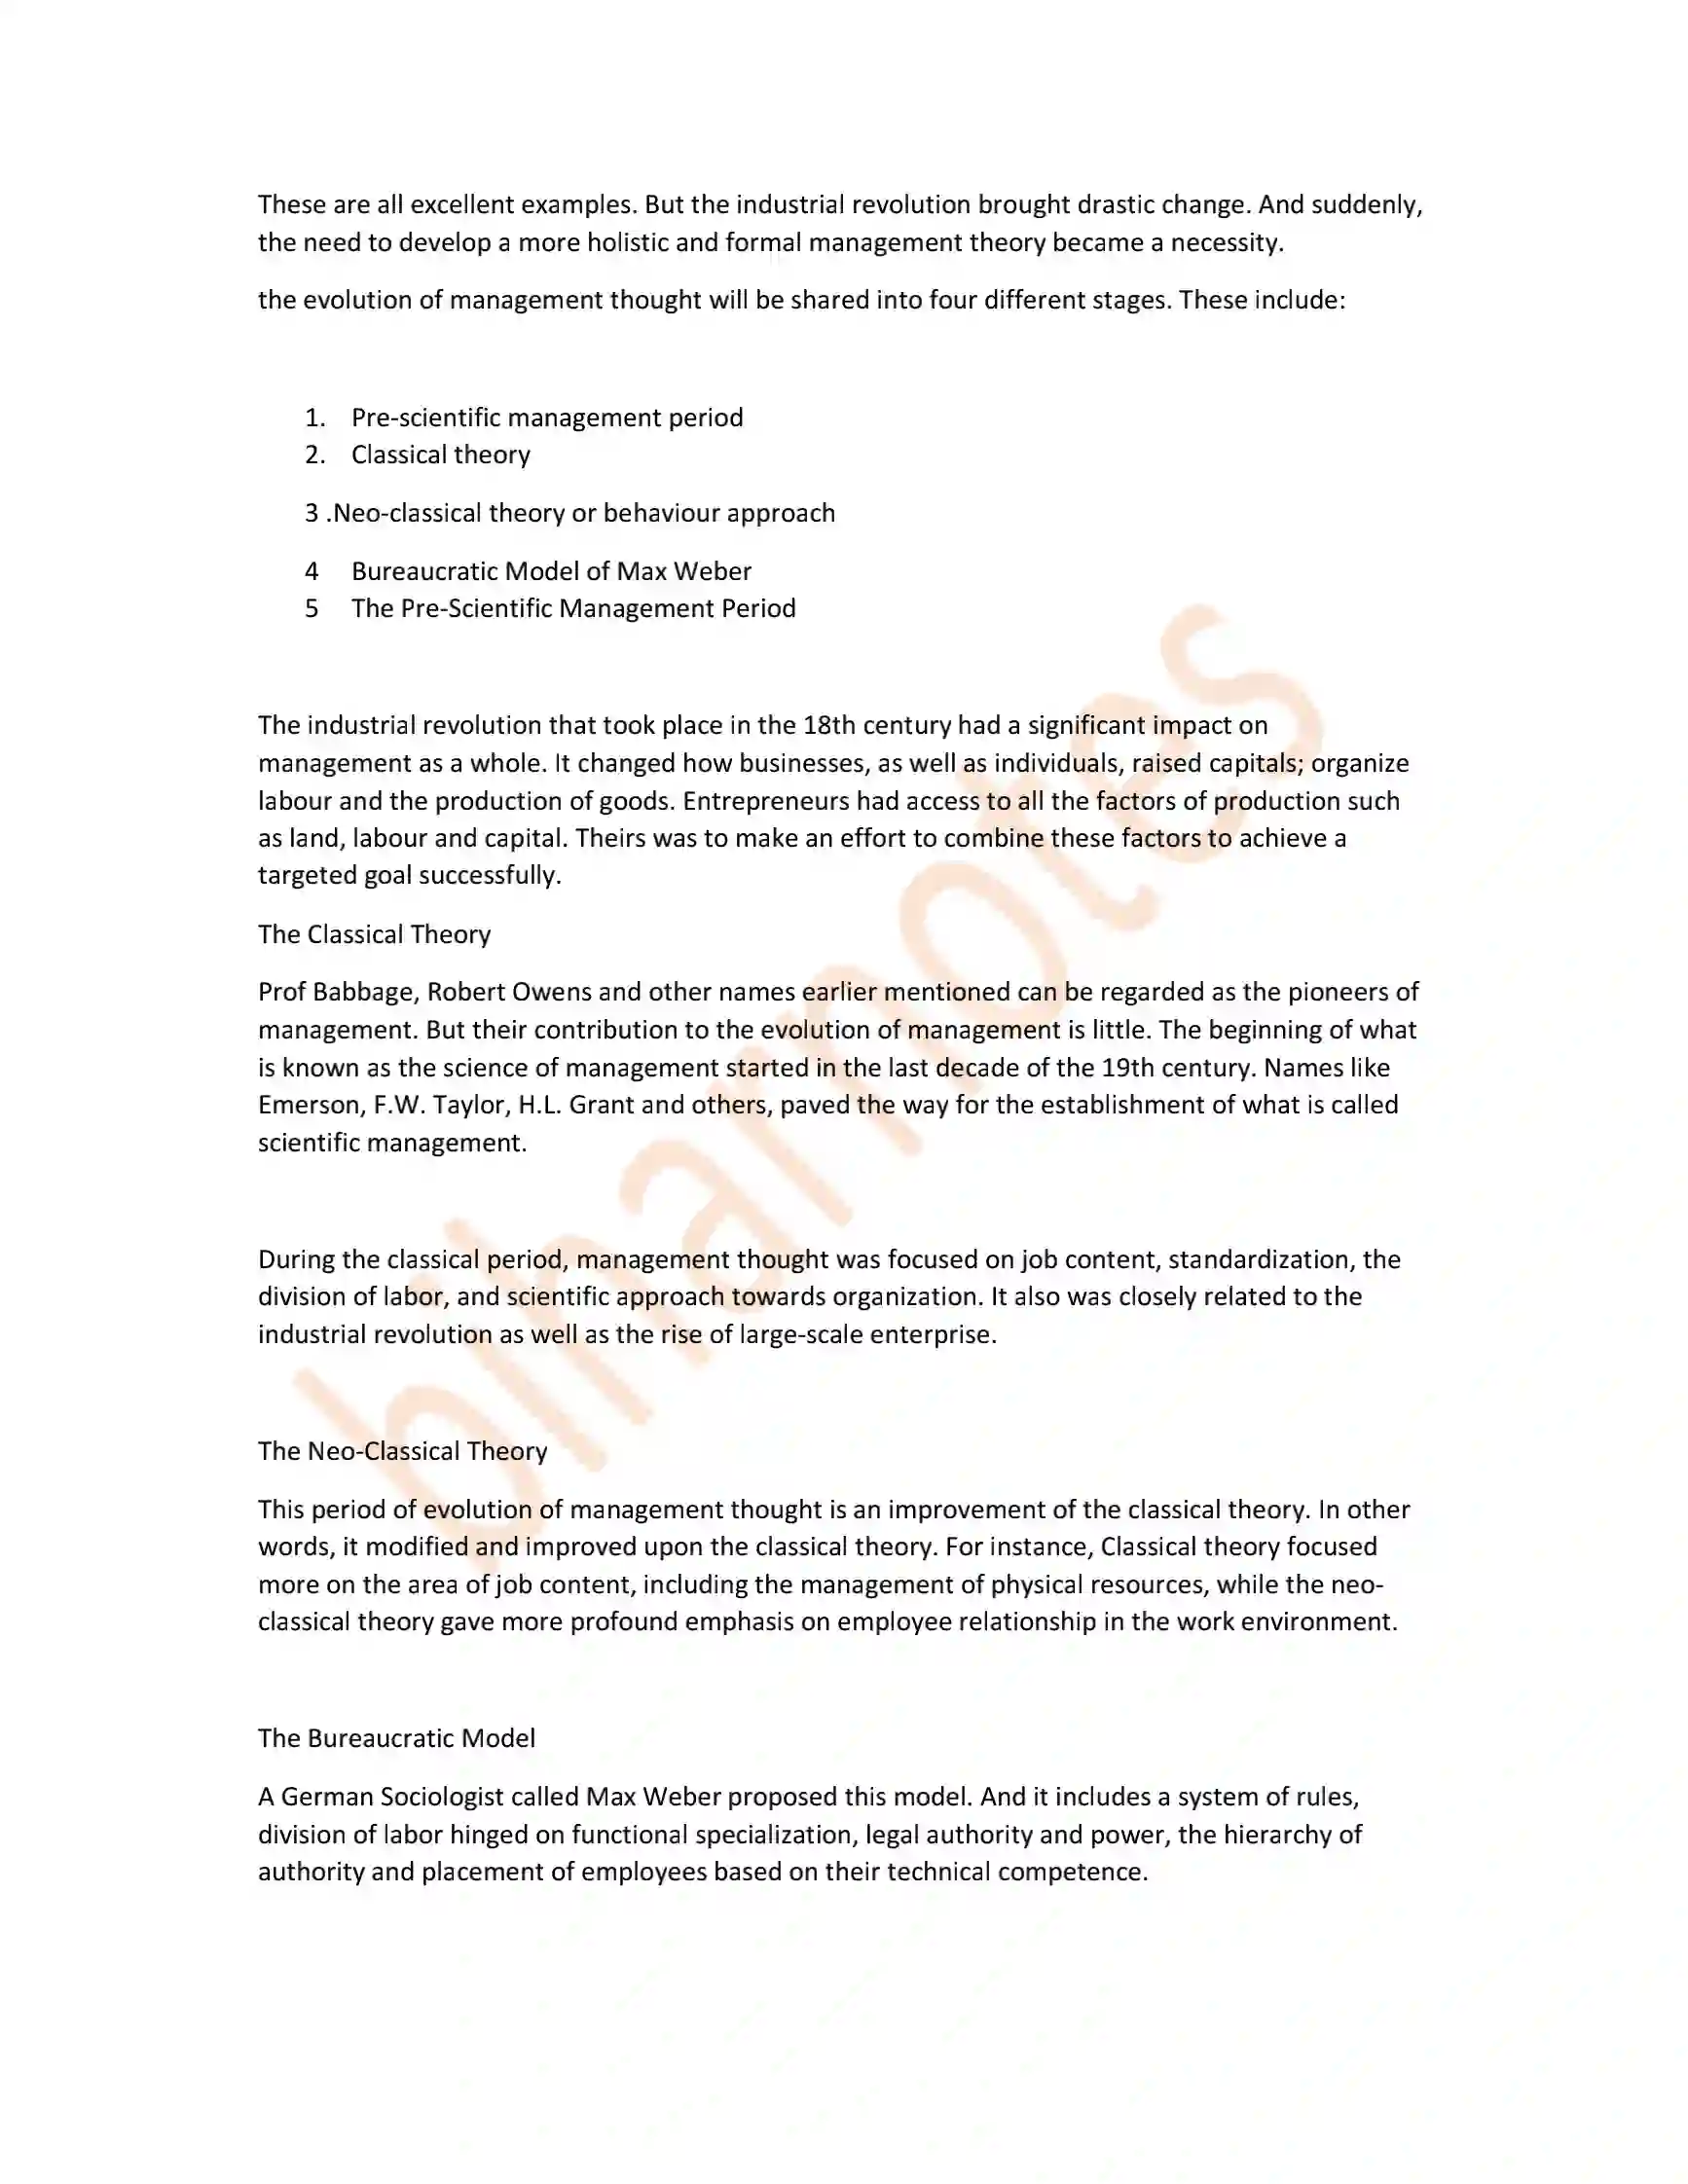 These are all excellent examples. But the industrial revolution brought drastic change. And suddenly,
the need to develop a more holistic and formal management theory became a necessity.
the evolution of management thought will be shared into four different stages. These include:
1. Pre-scientific management period
2. Classical theory
3 .Neo-classical theory or behaviour approach
4 Bureaucratic Model of Max Weber
5 The Pre-Scientific Management Period
The industrial revolution that took place in the 18th century had a significant impact on
management as a whole. It changed how businesses, as well as individuals, raised capitals; organize
labour and the production of goods. Entrepreneurs had access to all the factors of production such
as land, labour and capital. Theirs was to make an effort to combine these factors to achieve a
targeted goal successfully.
The Classical Theory
Prof Babbage, Robert Owens and other names earlier mentioned can be regarded as the pioneers of
management. But their contribution to the evolution of management is little. The beginning of what
is known as the science of management started in the last decade of the 19th century. Names like
Emerson, F.W. Taylor, H.L. Grant and others, paved the way for the establishment of what is called
scientific management.
During the classical period, management thought was focused on job content, standardization, the
division of labor, and scientific approach towards organization. It also was closely related to the
industrial revolution as well as the rise of large-scale enterprise.
The Neo-Classical Theory
This period of evolution of management thought is an improvement of the classical theory. In other
words, it modified and improved upon the classical theory. For instance, Classical theory focused
more on the area of job content, including the management of physical resources, while the neo-
classical theory gave more profound emphasis on employee relationship in the work environment.
The Bureaucratic Model
A German Sociologist called Max Weber proposed this model. And it includes a system of rules,
division of labor hinged on functional specialization, legal authority and power, the hierarchy of
authority and placement of employees based on their technical competence.
biharnotes